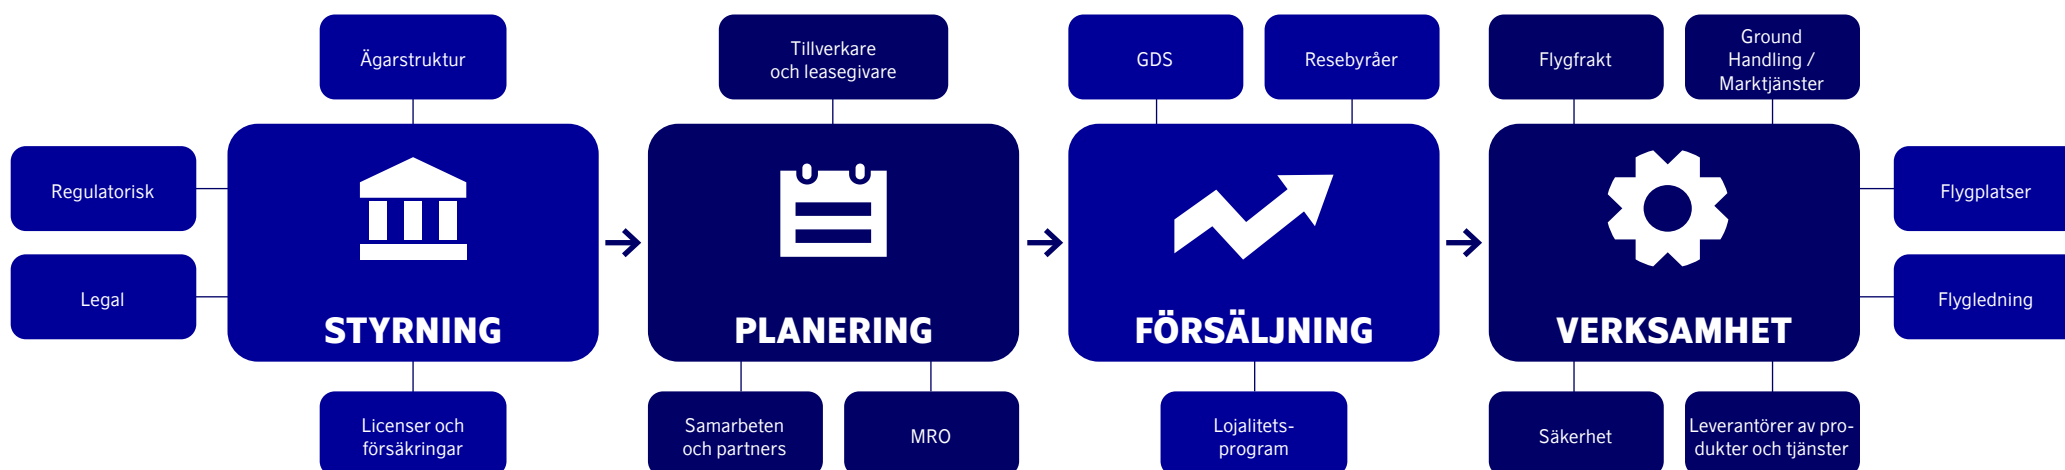 Ägarstruktur
Regulatorisk
Legal
STYRNING
Licenser och
försäkringar
Tillverkare
och leasegivare
PLANERING
Samarbeten
och partners
MRO
GDS
Resebyråer
FÖRSÄLJNING
Lojalitets-
program
Flygfrakt
Ground
Handling /
Marktjänster
VERKSAMHET
Flygplatser
Flygledning
Säkerhet
Leverantörer av pro-
dukter och tjänster